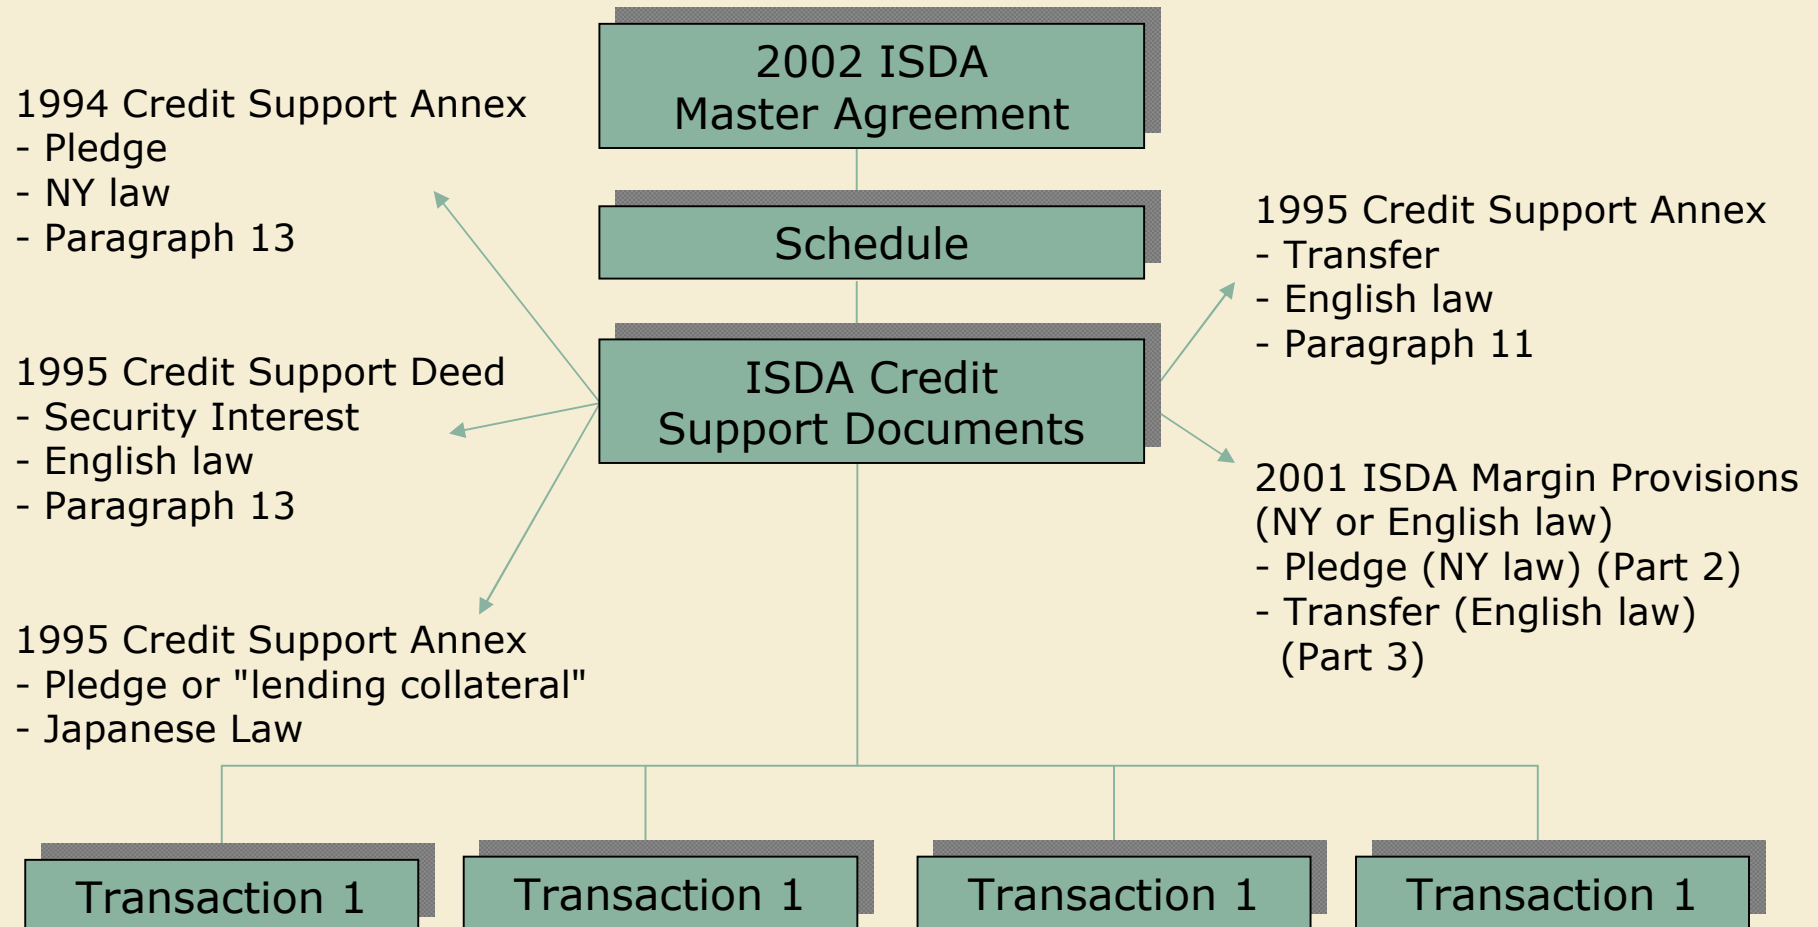 2002 ISDA
Master Agreement
1994 Credit Support Annex
- Pledge
- NY law
- Paragraph 13
Schedule
1995 Credit Support Annex
- Transfer
- English law
- Paragraph 11
1995 Credit Support Deed
- Security Interest
- English law
- Paragraph 13
ISDA Credit
Support Documents
2001 ISDA Margin Provisions
(NY or English law)
- Pledge (NY law) (Part 2)
- Transfer (English law)
(Part 3)
1995 Credit Support Annex
- Pledge or "lending collateral"
- Japanese Law
Transaction 1
Transaction 1
Transaction 1
Transaction 1